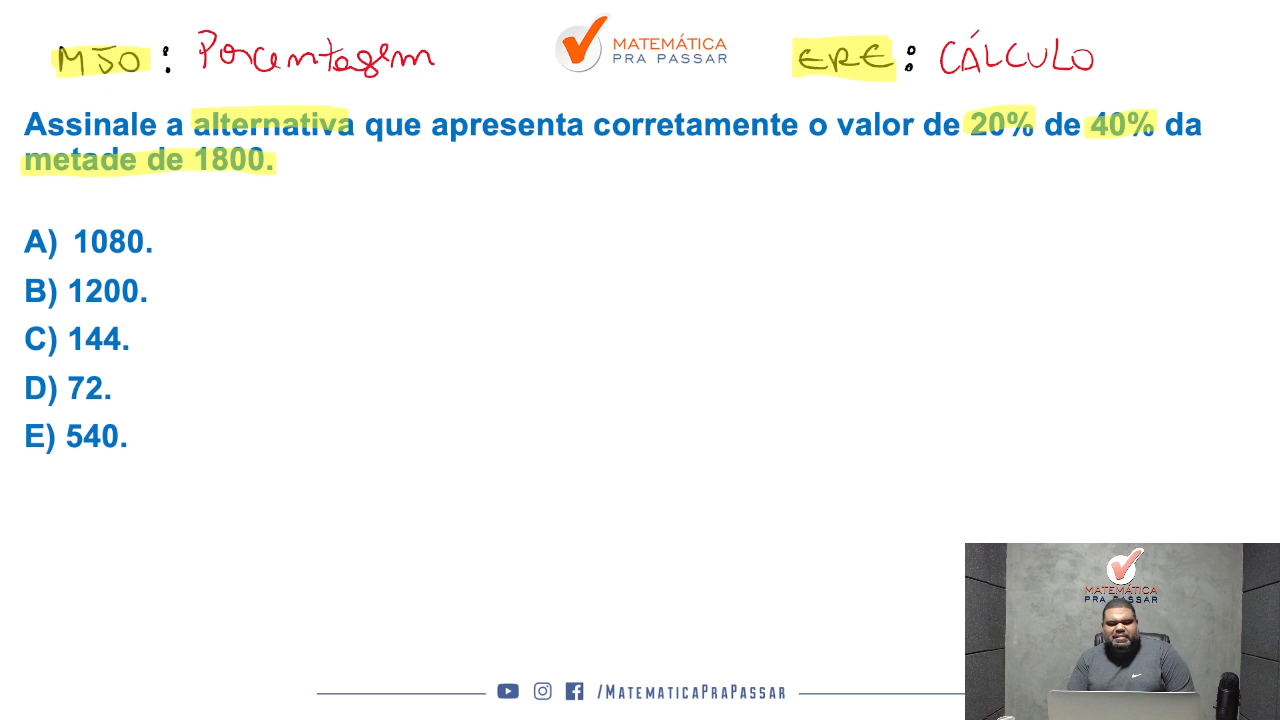 MJO : Porcentagem
MATEMÁTICA
PRA PASSAR
ERE : CÁLCULO
Assinale a alternativa que apresenta corretamente o valor de 20% de 40% da
metade de 1800.
A) 1080.
B) 1200.
C) 144.
D) 72.
E) 540.
MATEMÁTICA
PRA PASSAR
/MATEMATICAPRAPASSAR